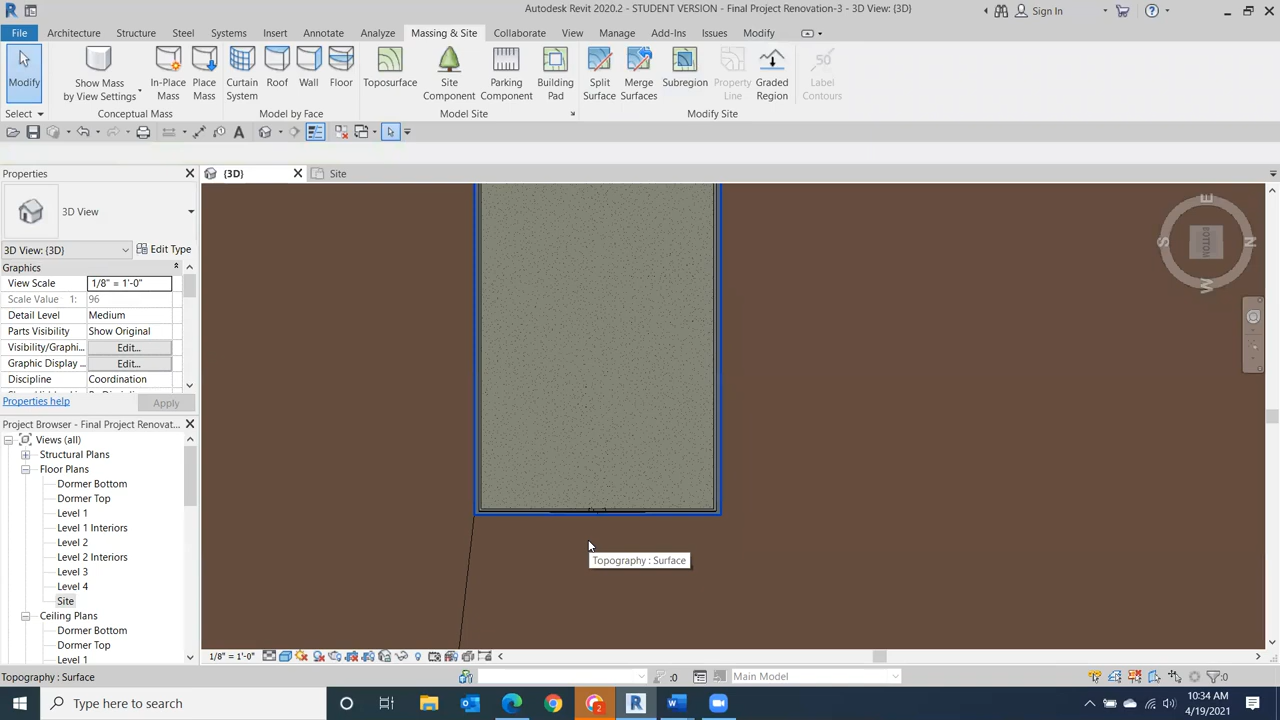 Autodesk Revit 2020.2 - STUDENT VERSION - Final Project Renovation-3 - 3D View: {3D}
Sign In
File Architecture Structure Steel Systems Insert Annotate Analyze Massing & Site Collaborate View Manage Add-Ins Issues Modify
Modify
Show Mass
by View Settings
In-Place
Mass
Place
Mass
Curtain
System
Roof
Wall
Floor
Toposurface
Site
Component
Parking
Component
Building
Pad
Split
Surface
Merge
Surfaces
Subregion
Property
Line
Graded
Region
Label
Contours
Select Conceptual Mass Model by Face Model Site Modify Site
Properties
{3D}
Site
3D View
3D View: {3D} Edit Type
Graphics
View Scale 1/8" = 1'-0"
Scale Value 1: 96
Detail Level Medium
Parts Visibility Show Original
Visibility/Graphi... Edit...
Graphic Display ... Edit...
Discipline Coordination
Properties help Apply
Project Browser - Final Project Renovat...
Views (all)
Structural Plans
Floor Plans
Dormer Bottom
Dormer Top
Level 1
Level 1 Interiors
Level 2
Level 2 Interiors
Level 3
Level 4
Site
Ceiling Plans
Dormer Bottom
Dormer Top
Level 1
E
S
BOTTOM
N
W
Topography : Surface
1/8" = 1'-0"
Topography : Surface
:0
Main Model
:0
Type here to search
2
10:34 AM
4/19/2021